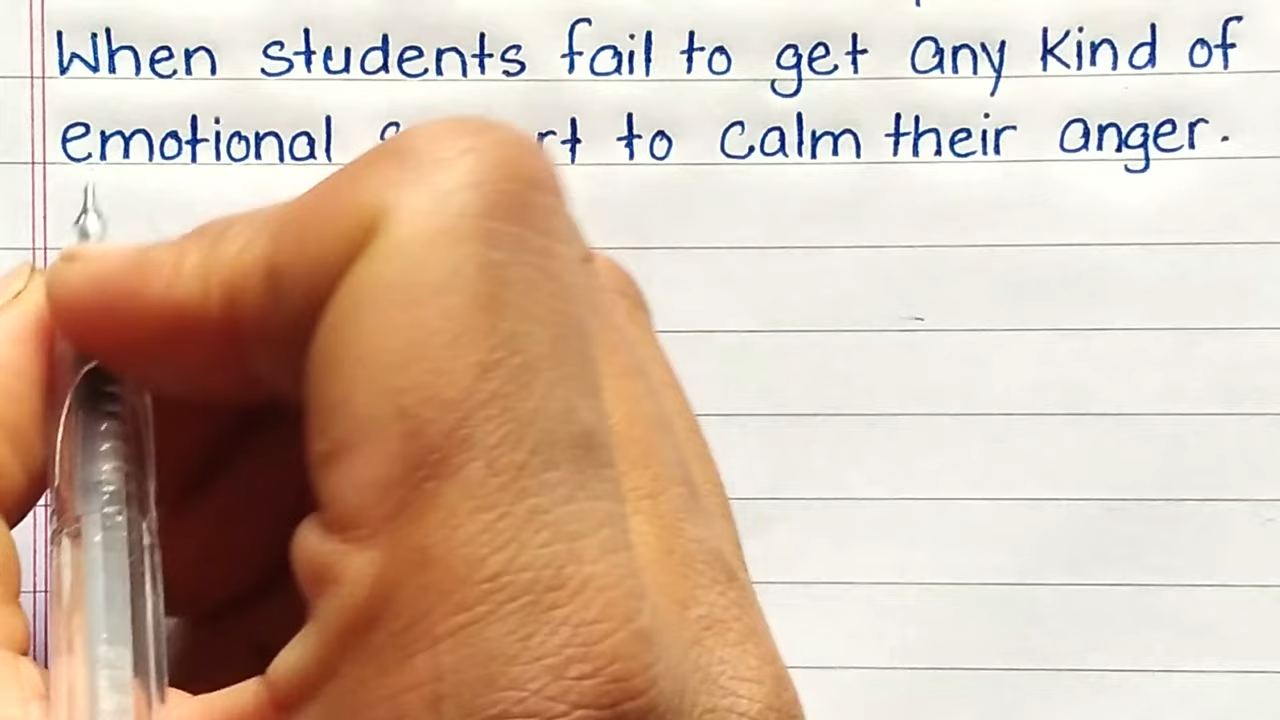 When students fail to get any kind of
emotional to calm their anger.